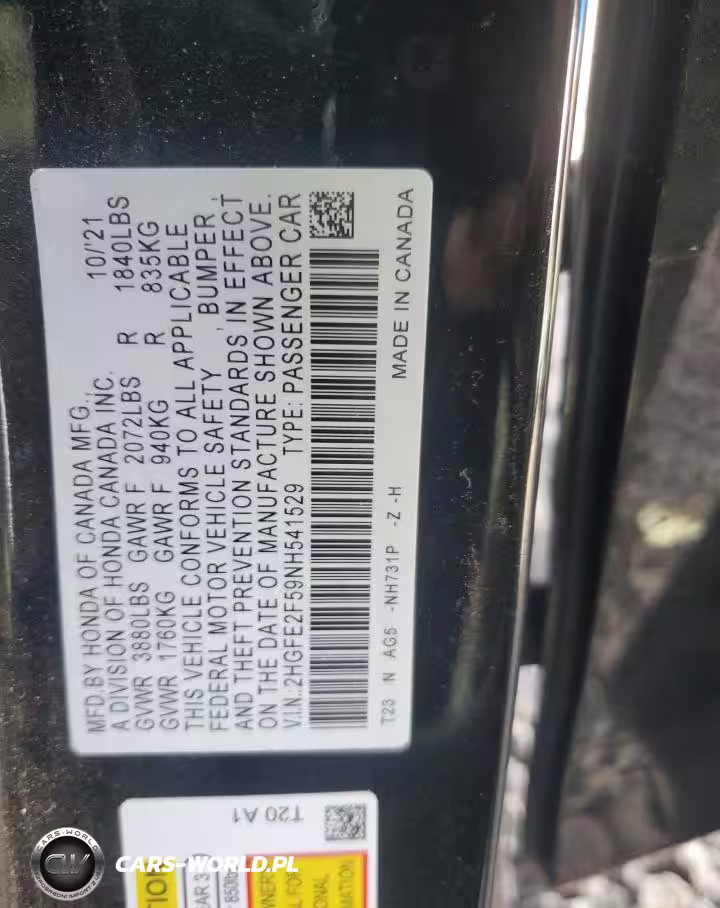 MFD.BY HONDA OF CANADA MFG.,
A DIVISION OF HONDA CANADA INC. 10/'21
GVWR 3880LBS GAWR F 2072LBS R 1840LBS
GVWR 1760KG GAWR F 940KG R 835KG
THIS VEHICLE CONFORMS TO ALL APPLICABLE
FEDERAL MOTOR VEHICLE SAFETY, BUMPER,
AND THEFT PREVENTION STANDARDS IN EFFECT
ON THE DATE OF MANUFACTURE SHOWN ABOVE.
V.I.N.:2HGFE2F59NH541529 TYPE: PASSENGER CAR
T23 N AG5 -NH731P -Z -H
MADE IN CANADA
T20 A1
CARS-WORLD
CW
CARS-WORLD.PL